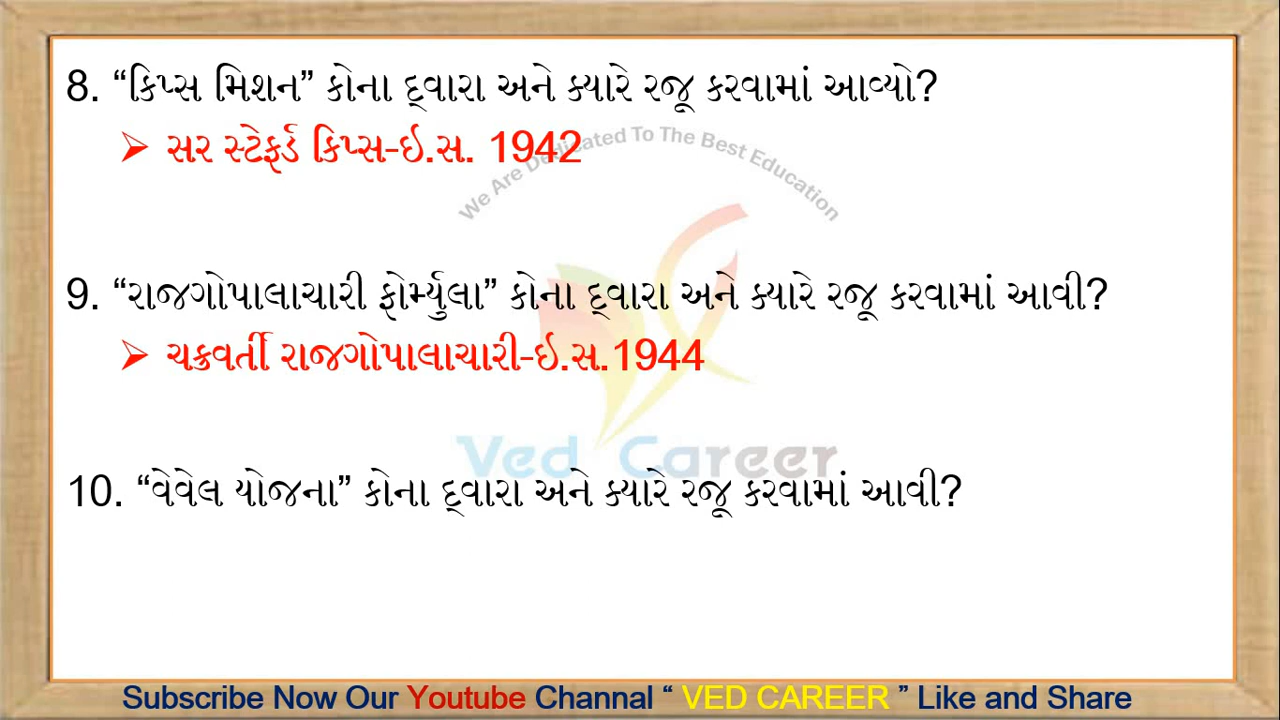 8. “કિપ્સ મિશન” કોના દ્વારા અને ક્યારે રજૂ કરવામાં આવ્યો?
➢ સર સ્ટેફર્ડ કિપ્સ-ઇ.સ. 1942
We Are Dedicated To The Best Education
9. “રાજગોપાલાચારી ફોર્મ્યુલા” કોના દ્વારા અને ક્યારે રજૂ કરવામાં આવી?
➢ ચક્રવર્તી રાજગોપાલાચારી-ઇ.સ.1944
Ved Career
10. “વેવેલ યોજના” કોના દ્વારા અને ક્યારે રજૂ કરવામાં આવી?
Subscribe Now Our Youtube Channal “ VED CAREER ” Like and Share